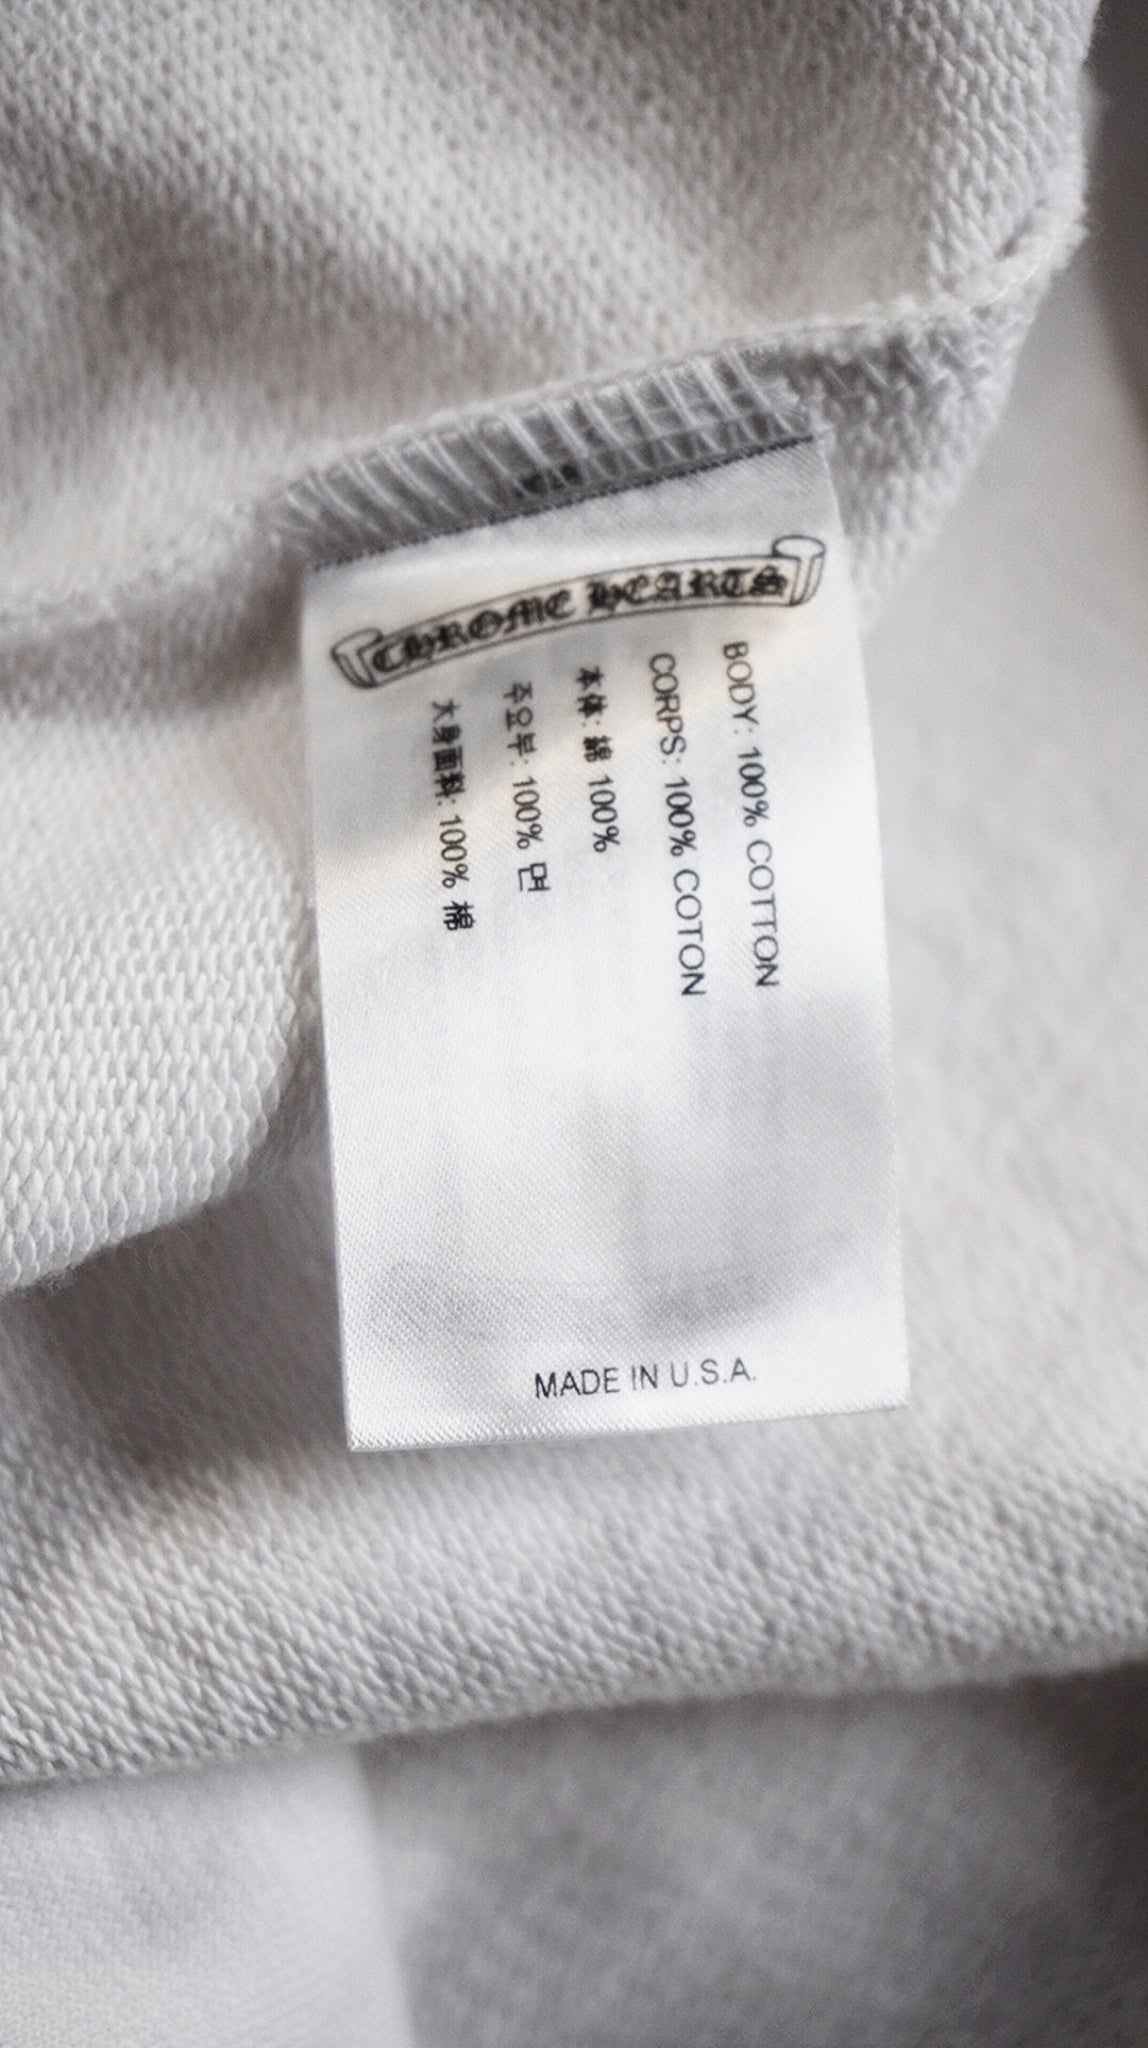 CHROME HEARTS
BODY: 100% COTTON
CORPS: 100% COTON
本体: 綿 100%
주요부: 100% 면
大身面料: 100% 棉
MADE IN U.S.A.